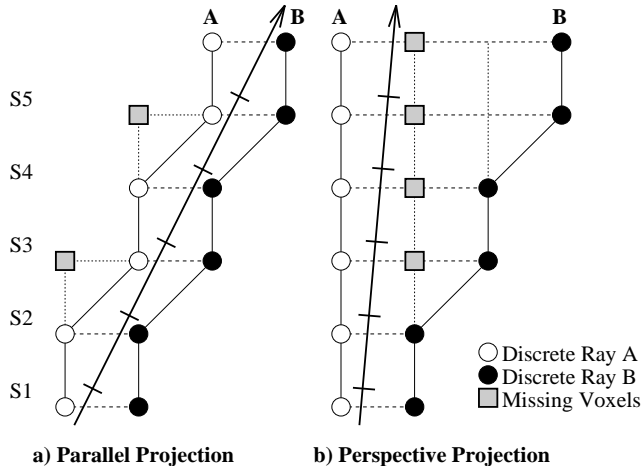 A B A B
S5
S4
S3
S2
S1
Discrete Ray A
Discrete Ray B
Missing Voxels
a) Parallel Projection b) Perspective Projection